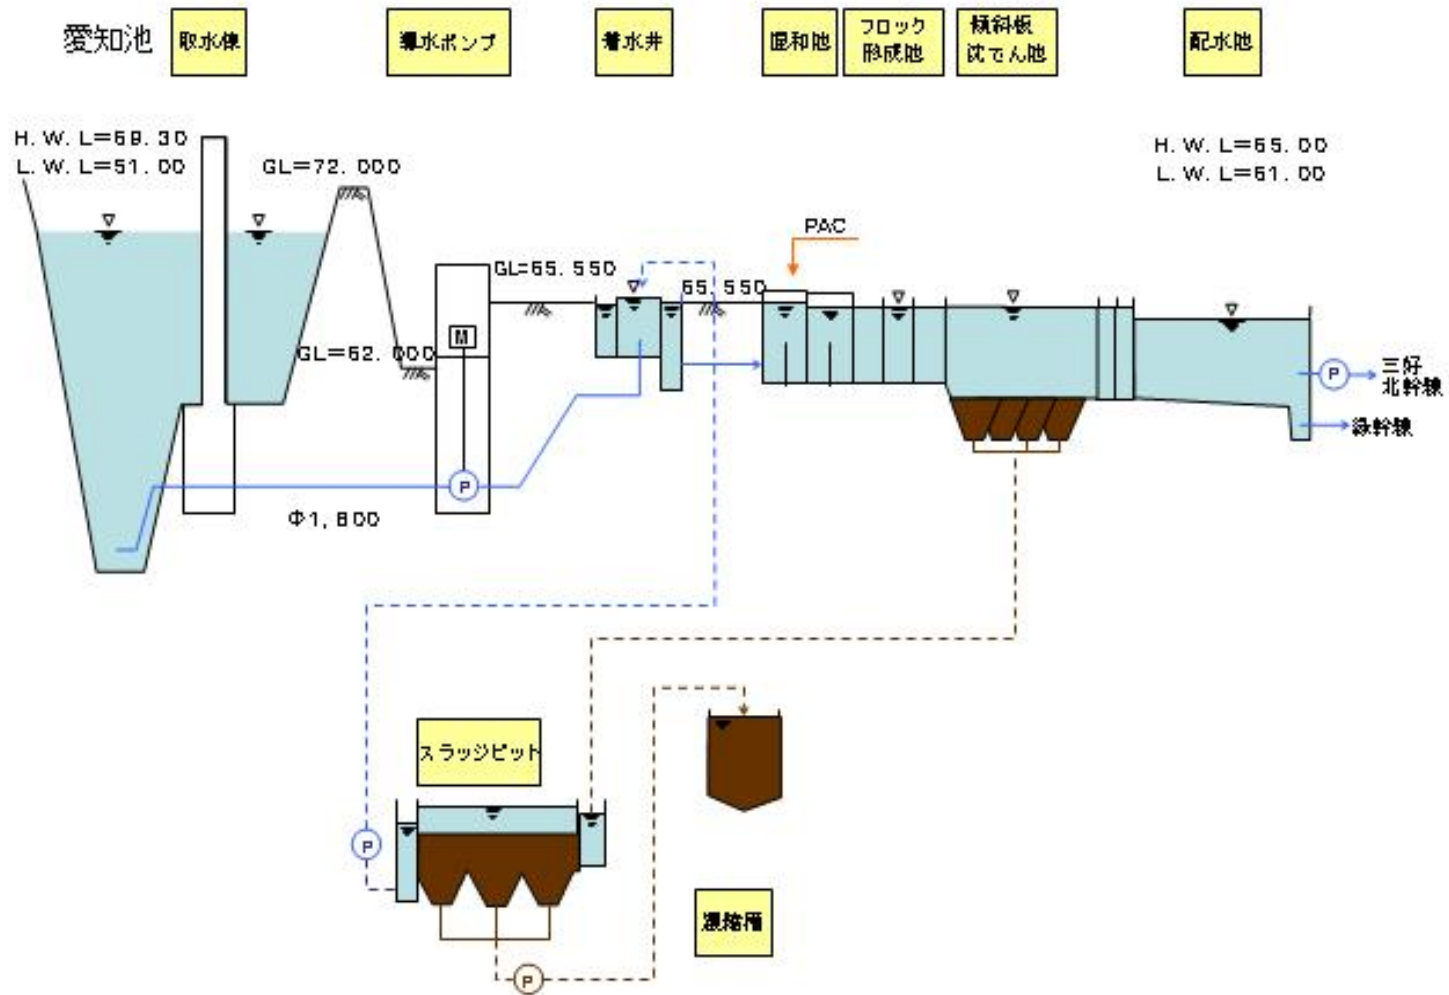 愛知池
取水塔
導水ポンプ
着水井
混和池
フロック
形成池
傾斜板
沈でん池
配水池
H.W.L=69.30
L.W.L=51.00
GL=72.000
H.W.L=65.00
L.W.L=61.00
PAC
GL=65.550
65.550
M
GL=62.000
P
三好
北幹線
緑幹線
P
Φ1,800
スラッジピット
P
濃縮槽
P